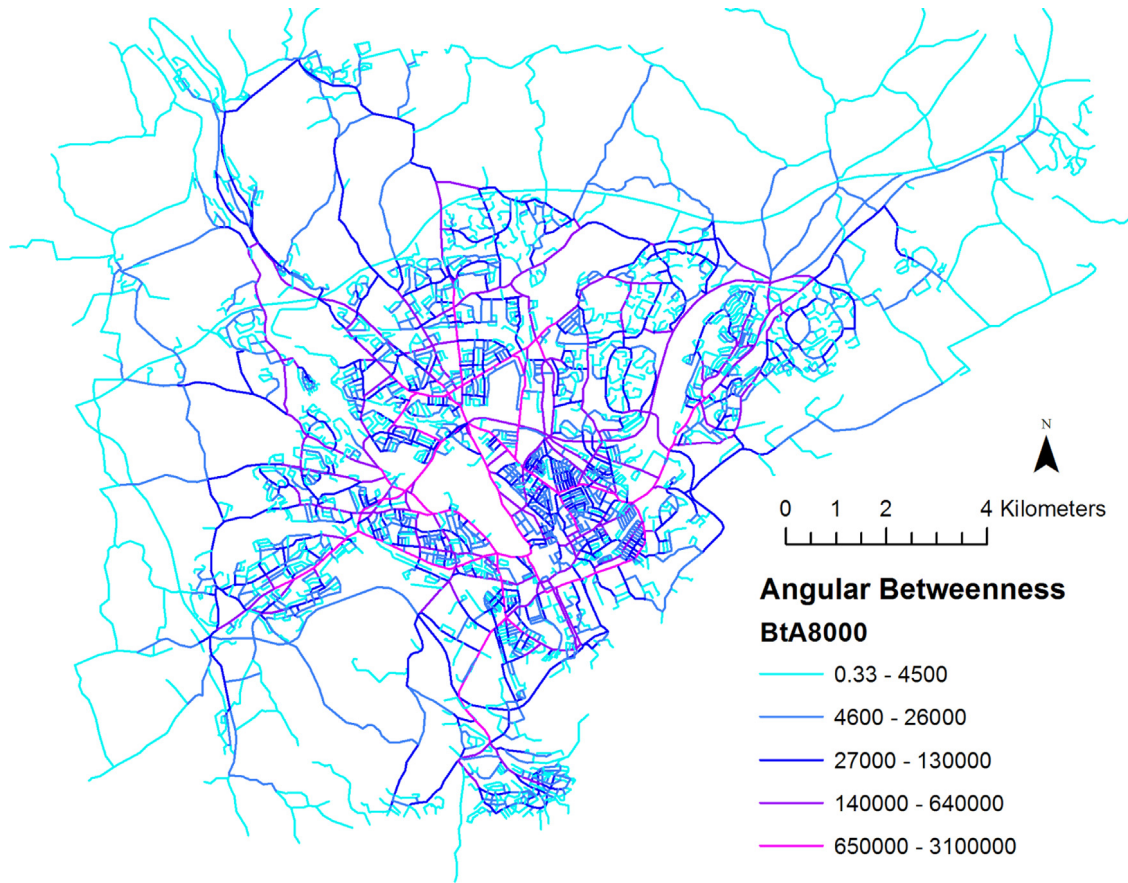 N
0 1 2 4 Kilometers
Angular Betweenness
BtA8000
0.33 - 4500
4600 - 26000
27000 - 130000
140000 - 640000
650000 - 3100000